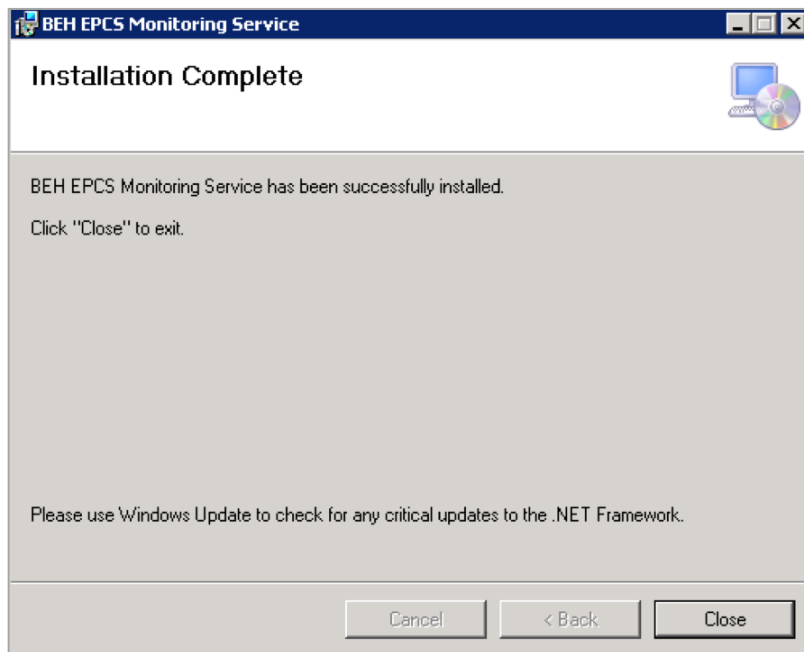 BEH EPCS Monitoring Service
Installation Complete
BEH EPCS Monitoring Service has been successfully installed.
Click "Close" to exit.
Please use Windows Update to check for any critical updates to the .NET Framework.
Cancel < Back Close